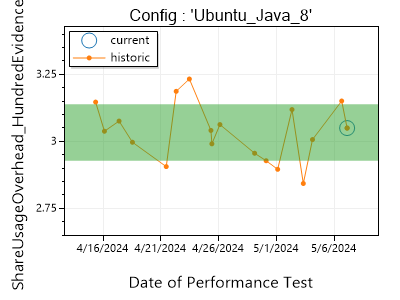 Config : 'Ubuntu_Java_8'
current
historic
ShareUsageOverhead_HundredEvidence
3.25
3
2.75
4/16/2024
4/21/2024
4/26/2024
5/1/2024
5/6/2024
Date of Performance Test